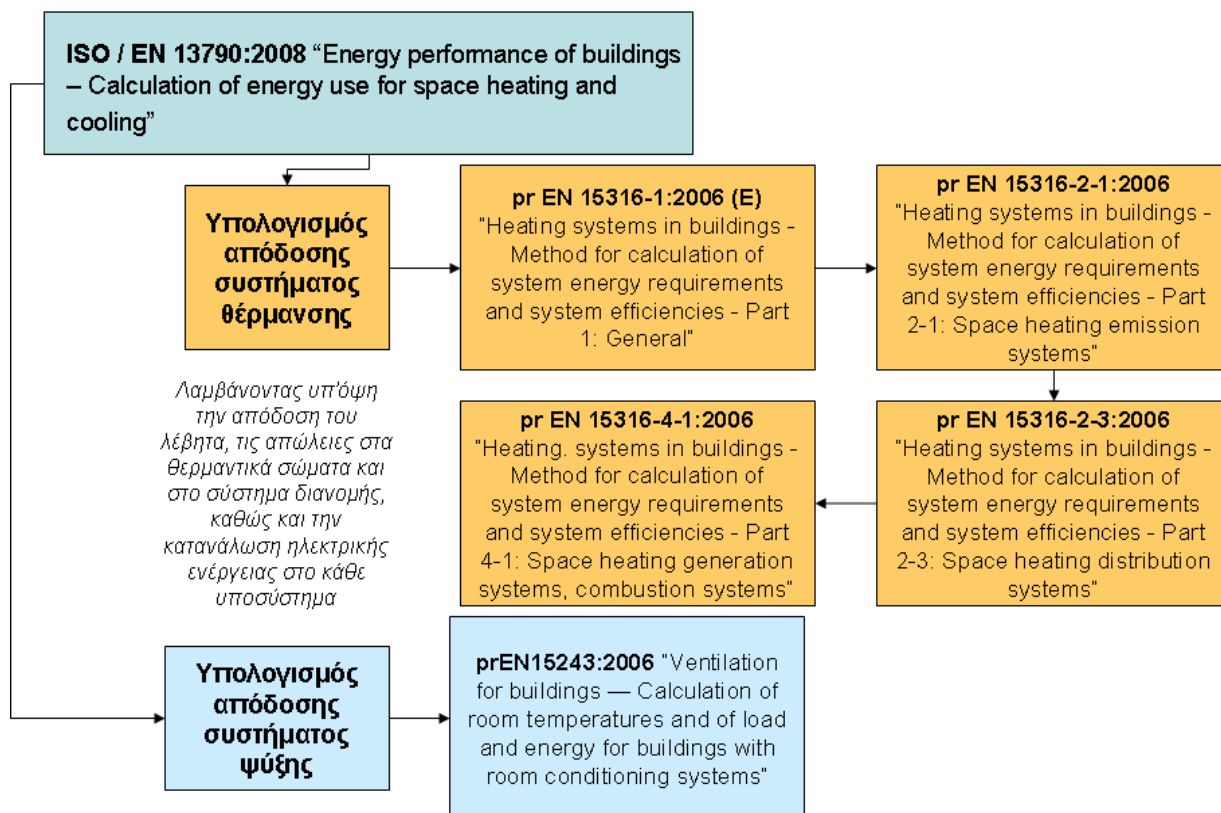 ISO / EN 13790:2008 “Energy performance of buildings
– Calculation of energy use for space heating and
cooling”
Υπολογισμός
απόδοσης
συστήματος
θέρμανσης
pr EN 15316-1:2006 (E)
"Heating systems in buildings -
Method for calculation of
system energy requirements
and system efficiencies - Part
1: General”
pr EN 15316-2-1:2006
"Heating systems in buildings -
Method for calculation of
system energy requirements
and system efficiencies - Part
2-1: Space heating emission
systems”
Λαμβάνοντας υπ’όψη
την απόδοση του
λέβητα, τις απώλειες στα
θερμαντικά σώματα και
στο σύστημα διανομής,
καθώς και την
κατανάλωση ηλεκτρικής
ενέργειας στο κάθε
υποσύστημα
pr EN 15316-4-1:2006
"Heating. systems in buildings -
Method for calculation of
system energy requirements
and system efficiencies - Part
4-1: Space heating generation
systems, combustion systems”
pr EN 15316-2-3:2006
"Heating systems in buildings -
Method for calculation of
system energy requirements
and system efficiencies - Part
2-3: Space heating distribution
systems”
Υπολογισμός
απόδοσης
συστήματος
ψύξης
prEN15243:2006 “Ventilation
for buildings — Calculation of
room temperatures and of load
and energy for buildings with
room conditioning systems”